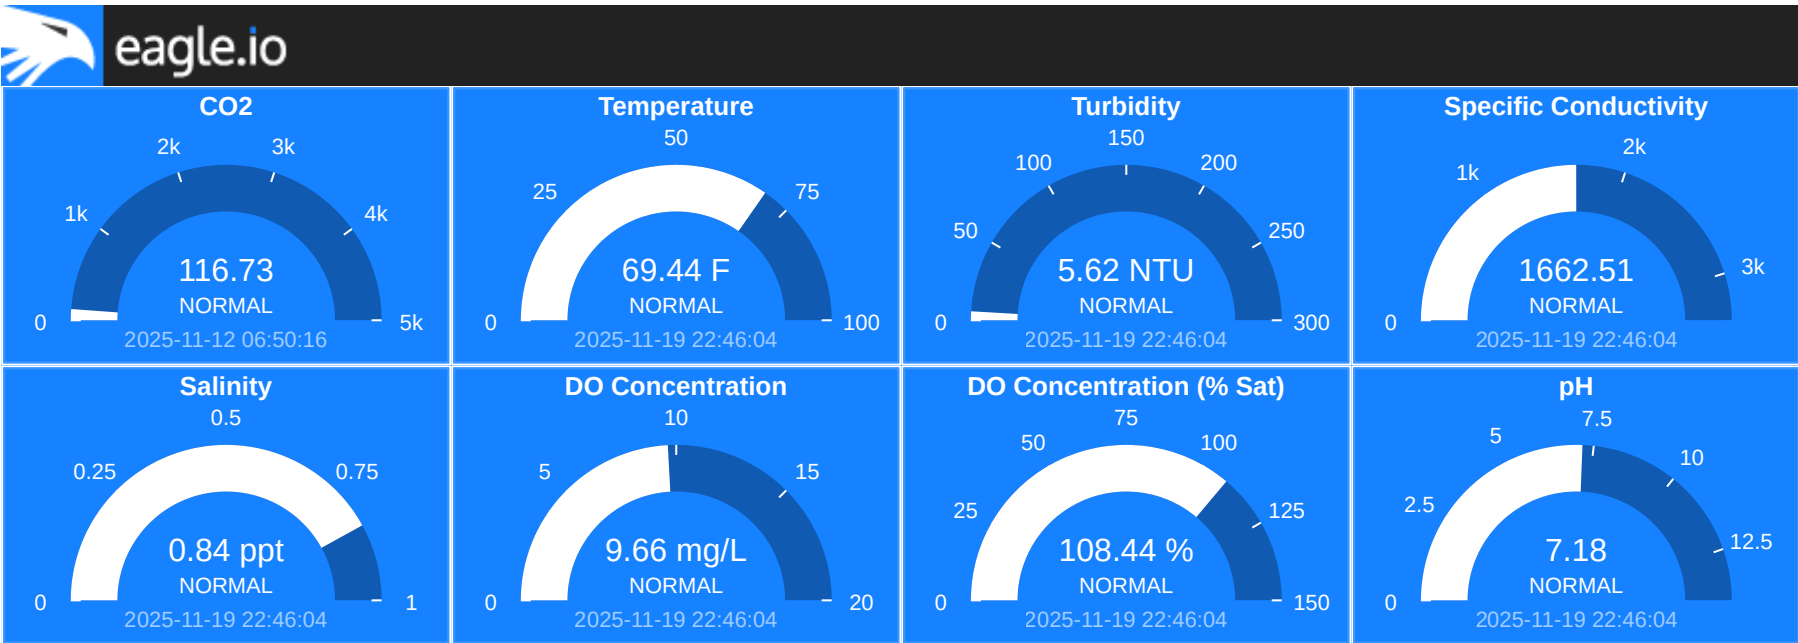 eagle.io
CO2
2k
3k
1k
4k
0
5k
116.73
NORMAL
2025-11-12 06:50:16
Temperature
50
25
75
0
100
69.44 F
NORMAL
2025-11-19 22:46:04
Turbidity
150
100
200
50
250
0
300
5.62 NTU
NORMAL
2025-11-19 22:46:04
Specific Conductivity
2k
1k
3k
0
1662.51
NORMAL
2025-11-19 22:46:04
Salinity
0.5
0.25
0.75
0
1
0.84 ppt
NORMAL
2025-11-19 22:46:04
DO Concentration
10
5
15
0
20
9.66 mg/L
NORMAL
2025-11-19 22:46:04
DO Concentration (% Sat)
75
50
100
25
125
0
150
108.44 %
NORMAL
2025-11-19 22:46:04
pH
7.5
5
10
2.5
12.5
0
7.18
NORMAL
2025-11-19 22:46:04